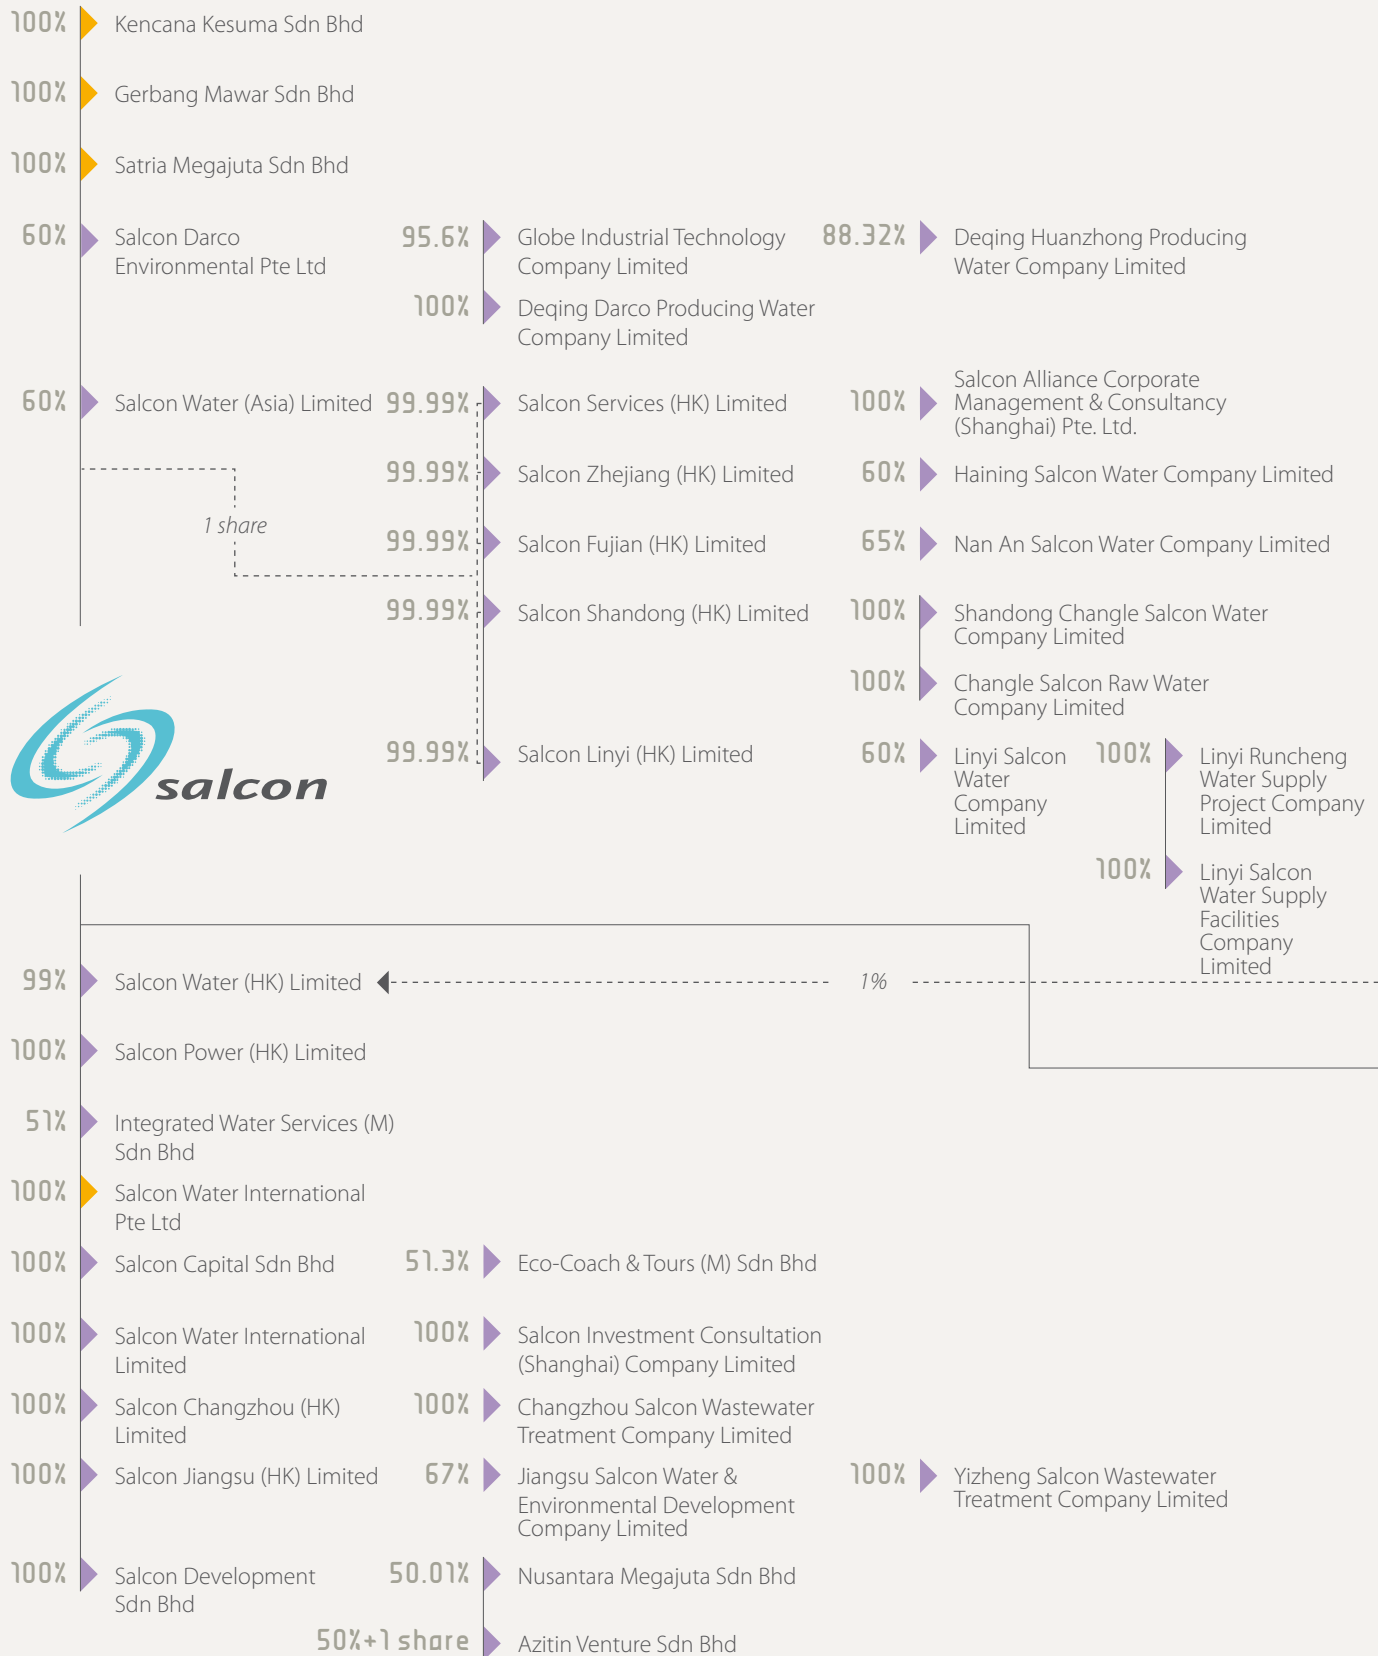 100% Kencana Kesuma Sdn Bhd
100% Gerbang Mawar Sdn Bhd
100% Satria Megajuta Sdn Bhd
60% Salcon Darco
Environmental Pte Ltd
95.6% Globe Industrial Technology
Company Limited
88.32% Deqing Huanzhong Producing
Water Company Limited
100% Deqing Darco Producing Water
Company Limited
60% Salcon Water (Asia) Limited
99.99% Salcon Services (HK) Limited
100% Salcon Alliance Corporate
Management & Consultancy
(Shanghai) Pte. Ltd.
99.99% Salcon Zhejiang (HK) Limited
60% Haining Salcon Water Company Limited
1 share
99.99% Salcon Fujian (HK) Limited
65% Nan An Salcon Water Company Limited
99.99% Salcon Shandong (HK) Limited
100% Shandong Changle Salcon Water
Company Limited
100% Changle Salcon Raw Water
Company Limited
99.99% Salcon Linyi (HK) Limited
60% Linyi Salcon
Water
Company
Limited
100% Linyi Runcheng
Water Supply
Project Company
Limited
100% Linyi Salcon
Water Supply
Facilities
Company
Limited
salcon
99% Salcon Water (HK) Limited
1%
100% Salcon Power (HK) Limited
51% Integrated Water Services (M)
Sdn Bhd
100% Salcon Water International
Pte Ltd
100% Salcon Capital Sdn Bhd
51.3% Eco-Coach & Tours (M) Sdn Bhd
100% Salcon Water International
Limited
100% Salcon Investment Consultation
(Shanghai) Company Limited
100% Salcon Changzhou (HK)
Limited
100% Changzhou Salcon Wastewater
Treatment Company Limited
100% Salcon Jiangsu (HK) Limited
67% Jiangsu Salcon Water &
Environmental Development
Company Limited
100% Yizheng Salcon Wastewater
Treatment Company Limited
100% Salcon Development
Sdn Bhd
50.01% Nusantara Megajuta Sdn Bhd
50%+1 share Azitin Venture Sdn Bhd